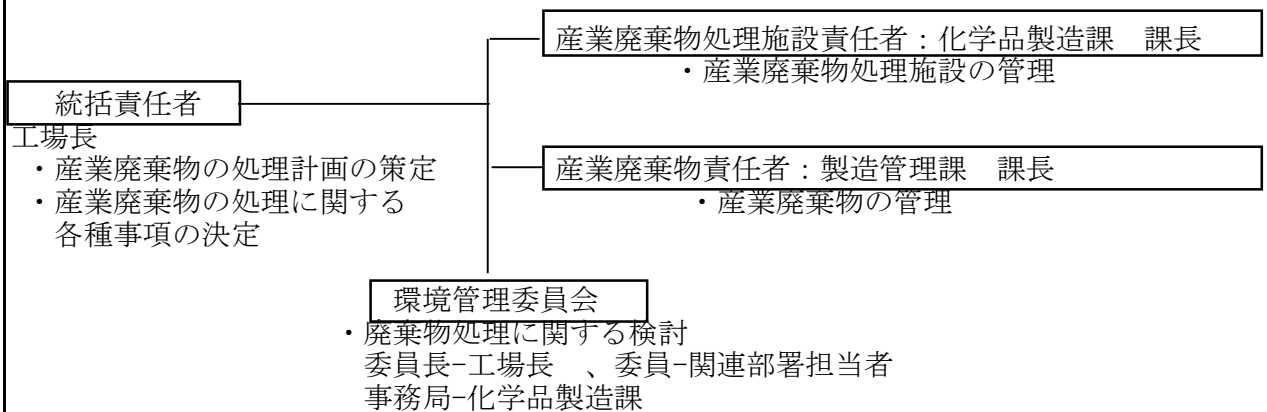 産業廃棄物処理施設責任者：化学品製造課　課長
・産業廃棄物処理施設の管理
統括責任者
工場長
・産業廃棄物の処理計画の策定
・産業廃棄物の処理に関する
各種事項の決定
産業廃棄物責任者：製造管理課　課長
・産業廃棄物の管理
環境管理委員会
・廃棄物処理に関する検討
委員長−工場長　、委員−関連部署担当者
事務局−化学品製造課